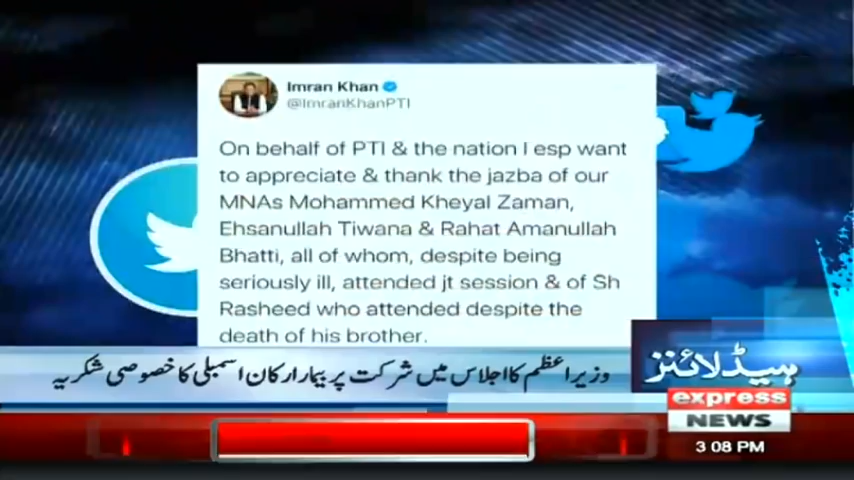 Imran Khan
@ImranKhanPTI
On behalf of PTI & the nation I esp want
to appreciate & thank the jazba of our
MNAs Mohammed Kheyal Zaman,
Ehsanullah Tiwana & Rahat Amanullah
Bhatti, all of whom, despite being
seriously ill, attended jt session & of Sh
Rasheed who attended despite the
death of his brother.
وزیراعظم کا اجلاس میں شرکت پر بیمار ارکان اسمبلی کا خصوصی شکریہ
ہیڈلائنز
express
NEWS
3:08 PM